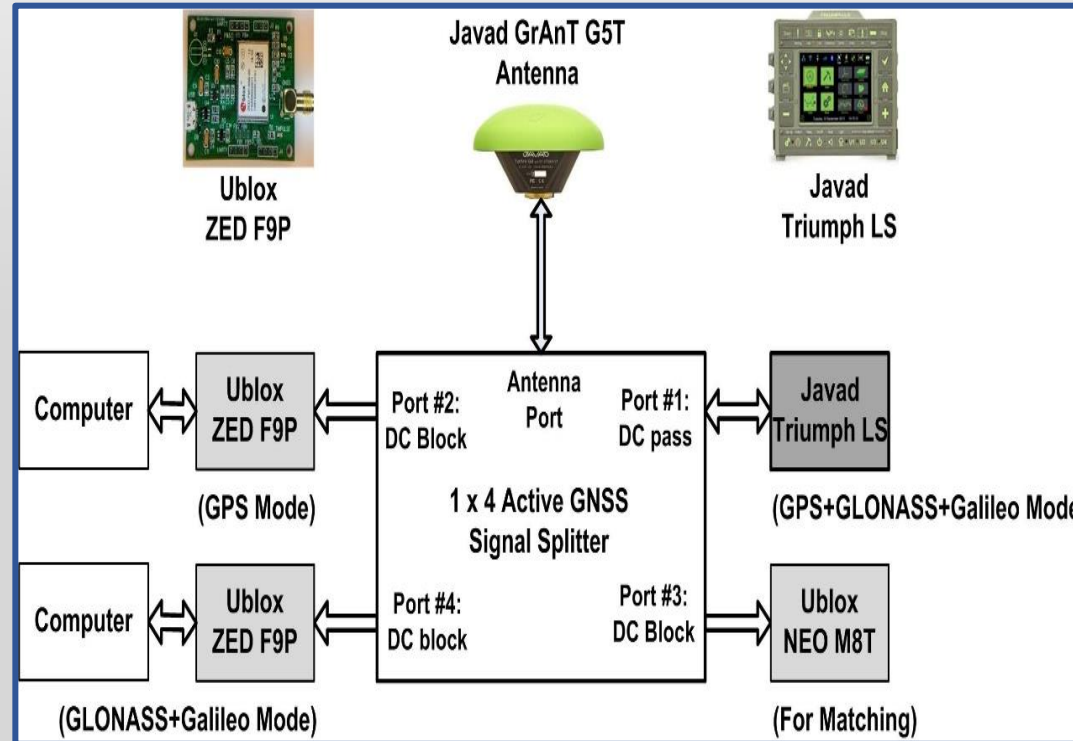 Javad GrAnT G5T
Antenna
Ublox
ZED F9P
Javad
Triumph LS
Computer
Ublox
ZED F9P
(GPS Mode)
Port #2:
DC Block
Antenna
Port
Port #1:
DC pass
Javad
Triumph LS
(GPS+GLONASS+Galileo Mode
1 x 4 Active GNSS
Signal Splitter
Computer
Ublox
ZED F9P
(GLONASS+Galileo Mode)
Port #4:
DC block
Port #3:
DC Block
Ublox
NEO M8T
(For Matching)